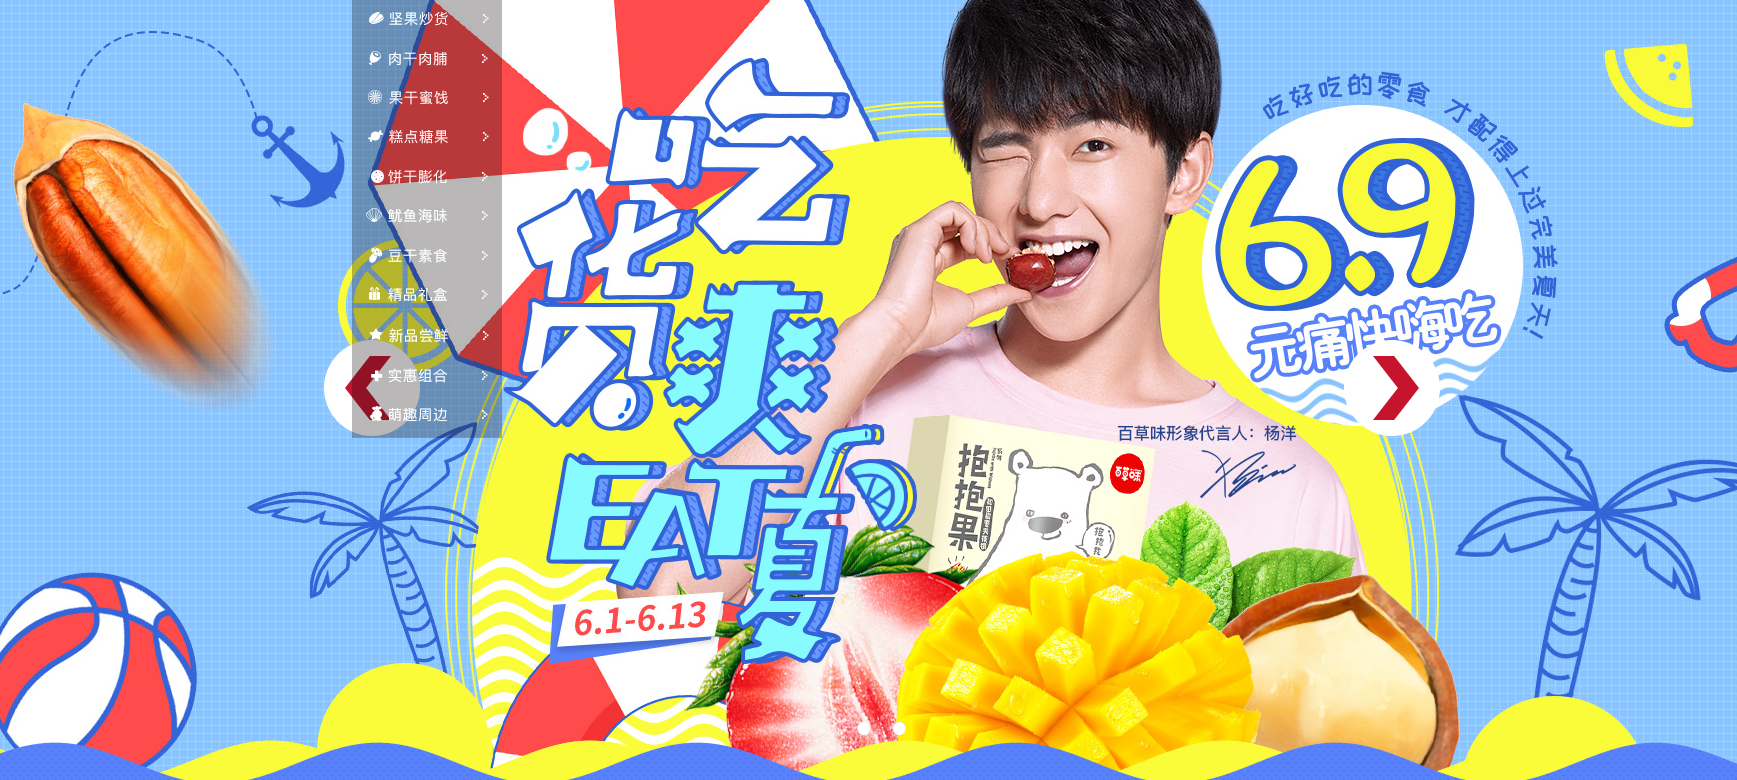 坚果炒货
肉干肉脯
果干蜜饯
糕点糖果
饼干膨化
鱿鱼海味
豆干素食
精品礼盒
新品尝鲜
实惠组合
萌趣周边
吃货
爽
EAT夏
6.1-6.13
吃好吃的零食 才配得上过完美夏天!
6.9
元痛快嗨吃
百草味形象代言人：杨洋
百草味
抱抱果